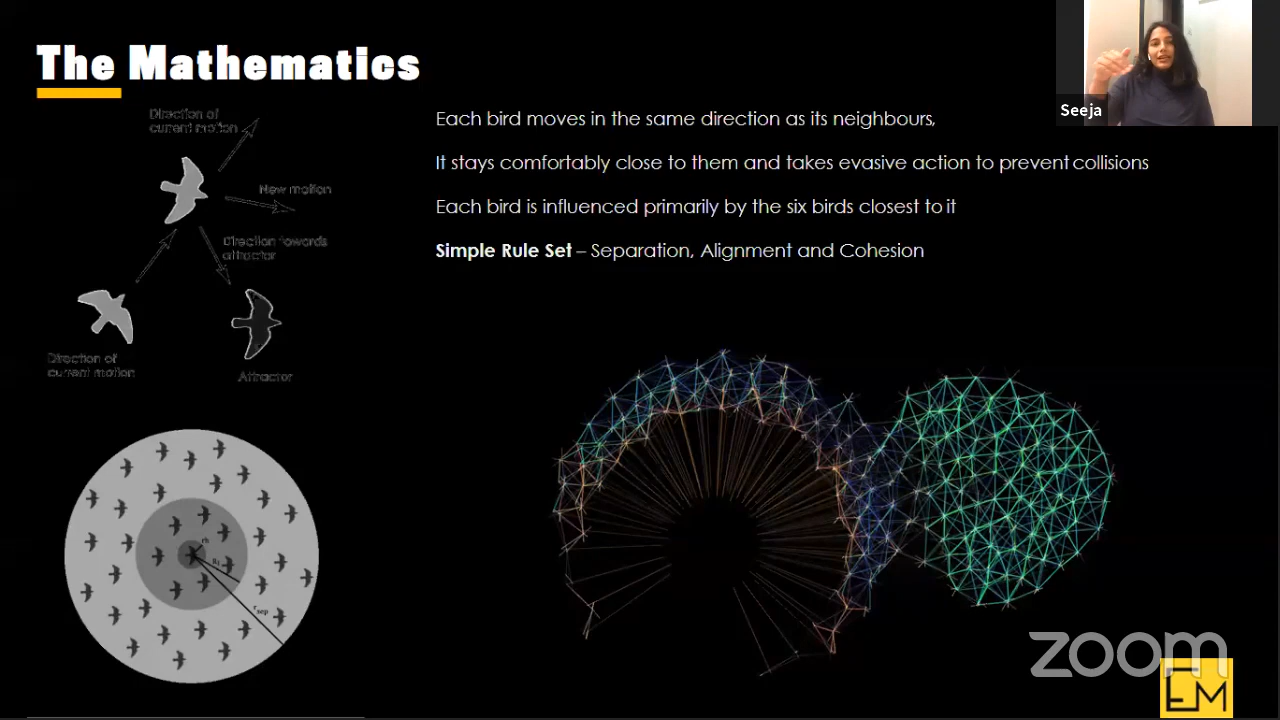 The Mathematics
Seeja
Direction of
current motion
New motion
Direction towards
attractor
Direction of
current motion
Attractor
Each bird moves in the same direction as its neighbours,
It stays comfortably close to them and takes evasive action to prevent collisions
Each bird is influenced primarily by the six birds closest to it
Simple Rule Set – Separation, Alignment and Cohesion
zoom
EM